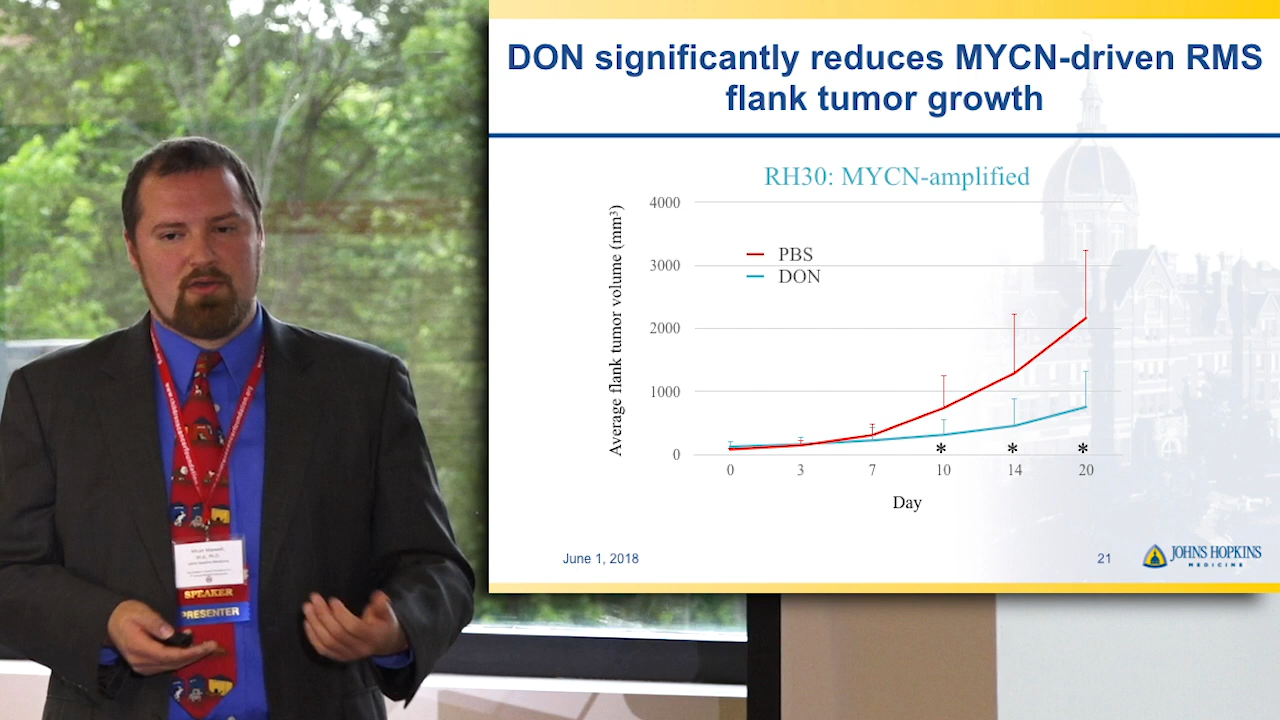 DON significantly reduces MYCN-driven RMS
flank tumor growth
RH30: MYCN-amplified
Average flank tumor volume (mm³)
4000
3000
2000
1000
0
PBS
DON
* * *
0 3 7 10 14 20
Day
June 1, 2018
21
JOHNS HOPKINS
MEDICINE
M.D., Ph.D.
SPEAKER
PRESENTER